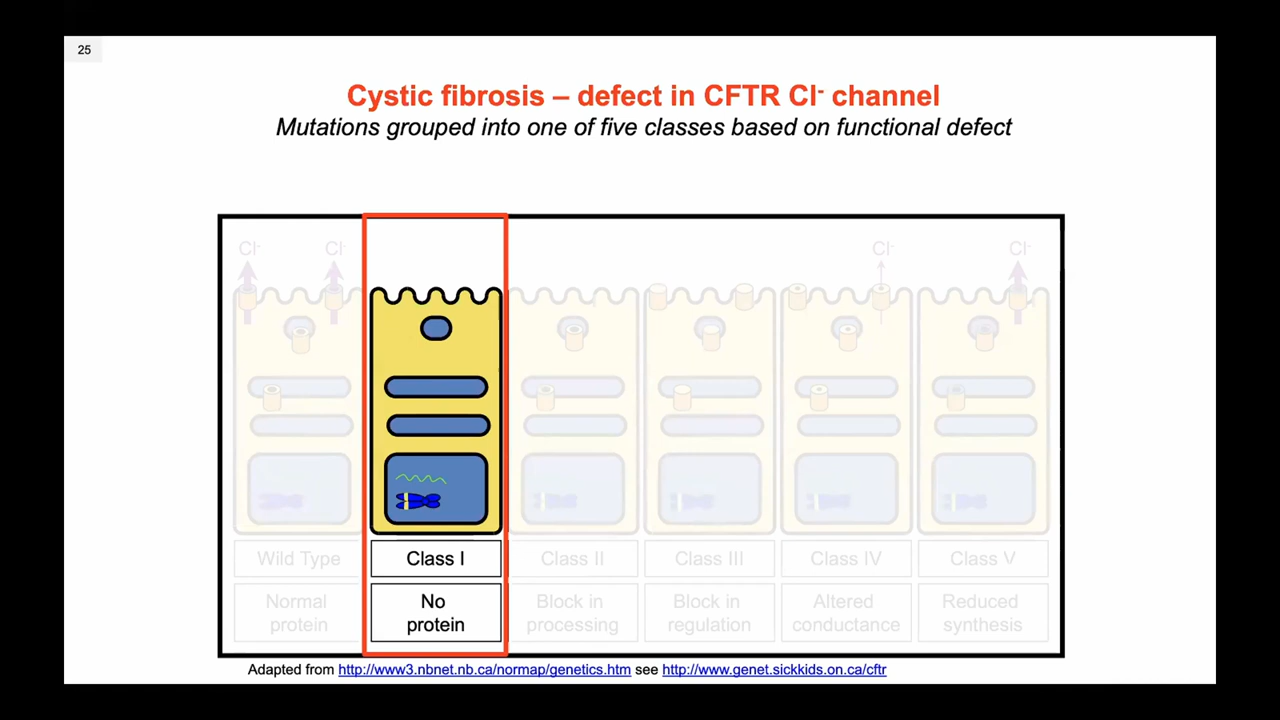 25
Cystic fibrosis – defect in CFTR Cl- channel
Mutations grouped into one of five classes based on functional defect
Cl-
Cl-
Cl-
Cl-
Wild Type
Class I
Class II
Class III
Class IV
Class V
Normal
protein
No
protein
Block in
processing
Block in
regulation
Altered
conductance
Reduced
synthesis
Adapted from http://www3.nbnet.nb.ca/normap/genetics.htm see http://www.genet.sickkids.on.ca/cftr